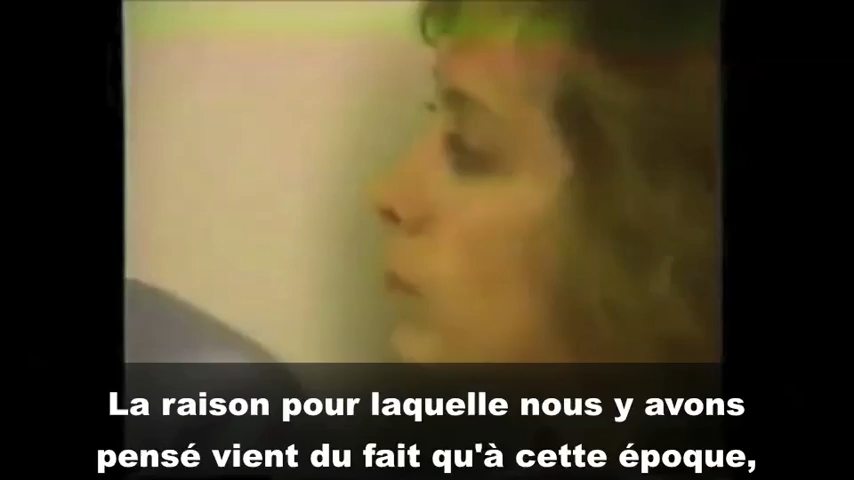 La raison pour laquelle nous y avons
pensé vient du fait qu'à cette époque,